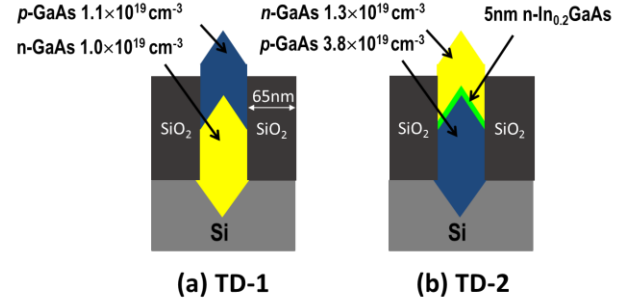 p-GaAs 1.1×10¹⁹ cm⁻³
n-GaAs 1.0×10¹⁹ cm⁻³
65nm
SiO₂ SiO₂
Si
(a) TD-1
n-GaAs 1.3×10¹⁹ cm⁻³
p-GaAs 3.8×10¹⁹ cm⁻³
5nm n-In₀.₂GaAs
SiO₂ SiO₂
Si
(b) TD-2